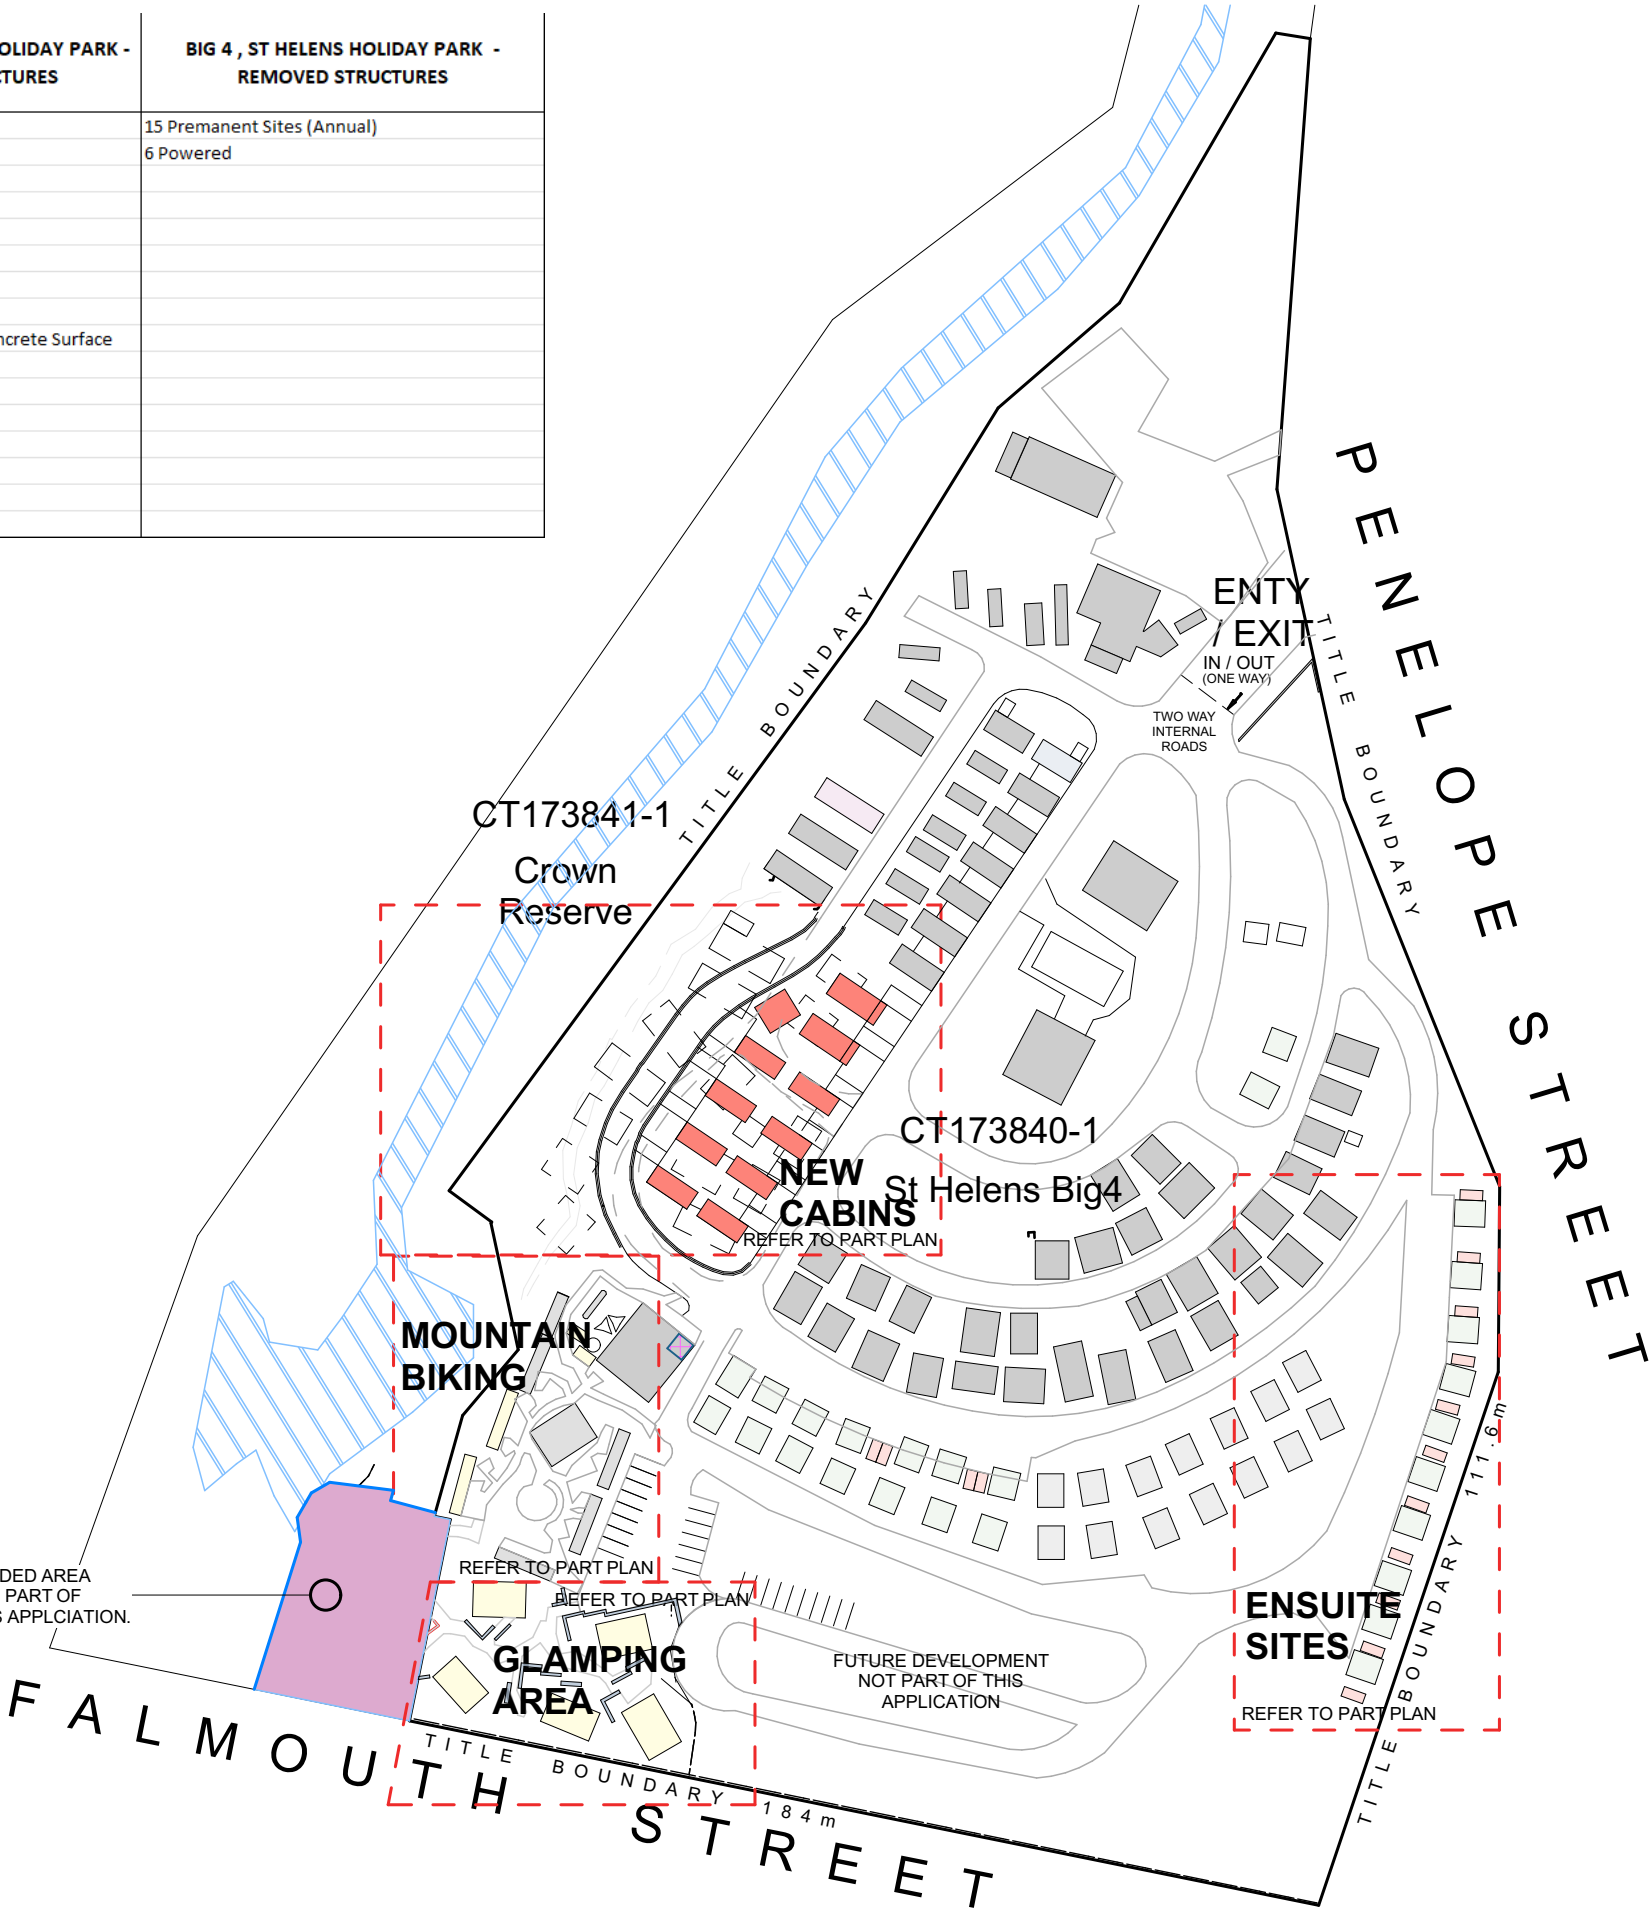 OLIDAY PARK -
CTURES
BIG 4 , ST HELENS HOLIDAY PARK -
REMOVED STRUCTURES
15 Premanent Sites (Annual)
6 Powered
ncrete Surface
PENELOPE STREET
ENTY
/ EXIT
IN / OUT
(ONE WAY)
TWO WAY
INTERNAL
ROADS
TITLE BOUNDARY
TITLE BOUNDARY
CT173841-1
Crown
Reserve
CT173840-1
St Helens Big4
NEW
CABINS
REFER TO PART PLAN
MOUNTAIN
BIKING
REFER TO PART PLAN
REFER TO PART PLAN
GLAMPING
AREA
FUTURE DEVELOPMENT
NOT PART OF THIS
APPLICATION
ENSUITE
SITES
REFER TO PART PLAN
TITLE BOUNDARY 111.6m
DED AREA
PART OF
S APPLCIATION.
TITLE BOUNDARY 184m
FALMOUTH STREET